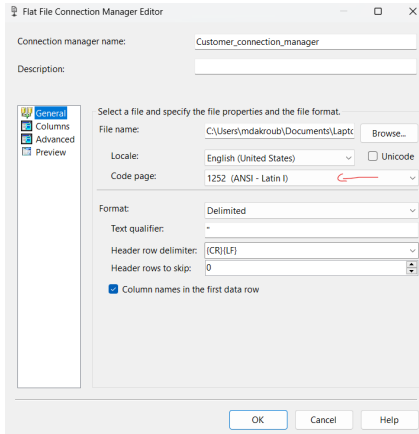 Flat File Connection Manager Editor
Connection manager name: Customer_connection_manager
Description:
General
Columns
Advanced
Preview
Select a file and specify the file properties and the file format.
File name: C:\Users\mdakroub\Documents\Laptc Browse...
Locale: English (United States) Unicode
Code page: 1252 (ANSI - Latin I)
Format: Delimited
Text qualifier: "
Header row delimiter: {CR}{LF}
Header rows to skip: 0
Column names in the first data row
OK Cancel Help